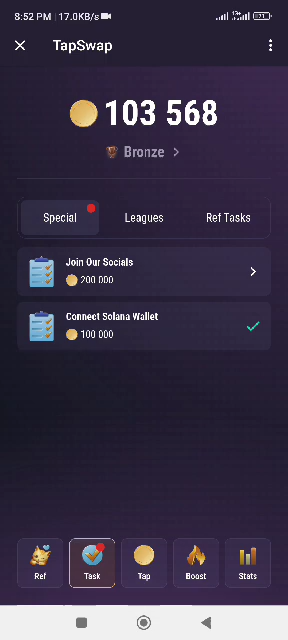 8:52 PM | 17.0KB/s
TapSwap
103 568
Bronze
Special
Leagues
Ref Tasks
Join Our Socials
200 000
Connect Solana Wallet
100 000
Ref
Task
Tap
Boost
Stats